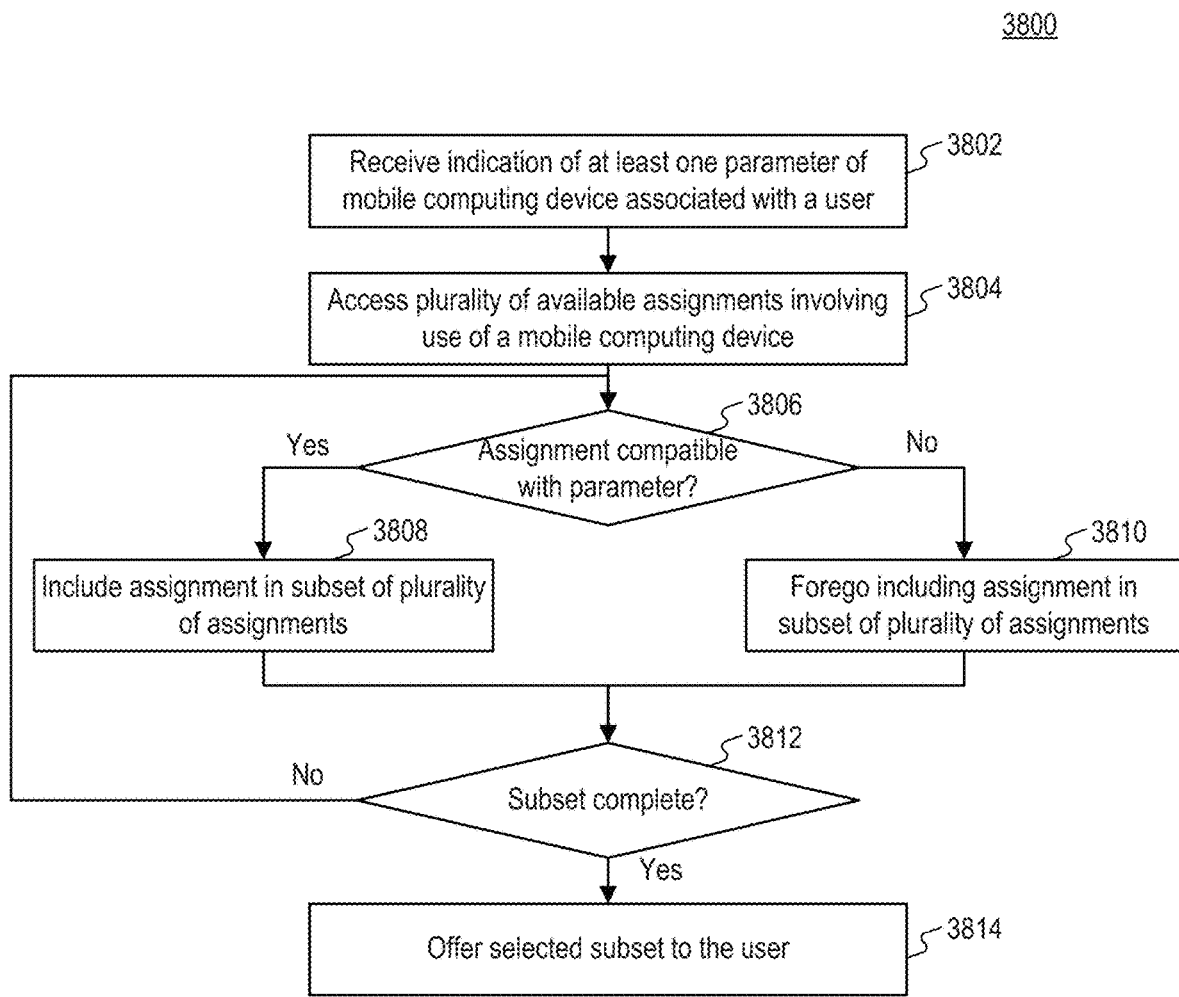 3800
Receive indication of at least one parameter of
mobile computing device associated with a user
3802
Access plurality of available assignments involving
use of a mobile computing device
3804
3806
Yes
Assignment compatible
with parameter?
No
3808
Include assignment in subset of plurality
of assignments
3810
Forego including assignment in
subset of plurality of assignments
3812
No
Subset complete?
Yes
Offer selected subset to the user
3814